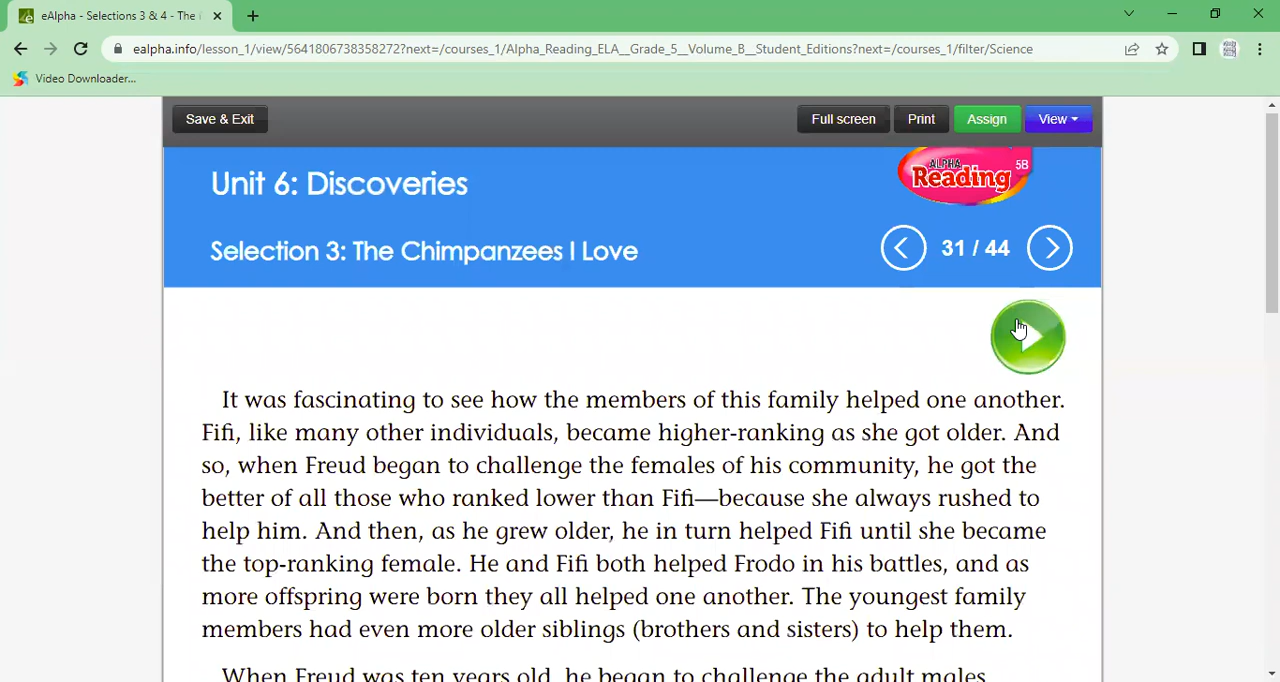 eAlpha - Selections 3 & 4 - The
ealpha.info/lesson_1/view/5641806738358272?next=/courses_1/Alpha_Reading_ELA__Grade_5__Volume_B__Student_Editions?next=/courses_1/filter/Science
Video Downloader...
Save & Exit
Full screen
Print
Assign
View
Unit 6: Discoveries
ALPHA
Reading
5B
Selection 3: The Chimpanzees I Love
31 / 44
It was fascinating to see how the members of this family helped one another.
Fifi, like many other individuals, became higher-ranking as she got older. And
so, when Freud began to challenge the females of his community, he got the
better of all those who ranked lower than Fifi—because she always rushed to
help him. And then, as he grew older, he in turn helped Fifi until she became
the top-ranking female. He and Fifi both helped Frodo in his battles, and as
more offspring were born they all helped one another. The youngest family
members had even more older siblings (brothers and sisters) to help them.
When Freud was ten years old, he began to challenge the adult males